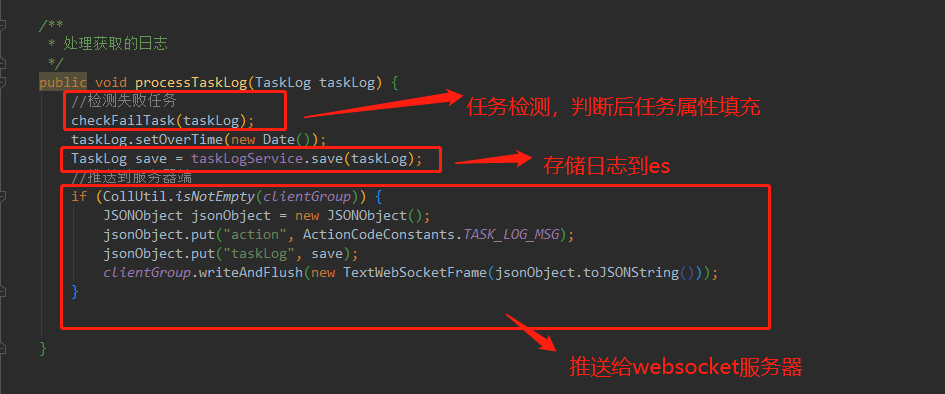 /**
* 处理获取的日志
*/
public void processTaskLog(TaskLog taskLog) {
//检测失败任务
checkFailTask(taskLog);
任务检测，判断后任务属性填充
taskLog.setOverTime(new Date());
TaskLog save = taskLogService.save(taskLog);
存储日志到es
//推送到服务器端
if (CollUtil.isNotEmpty(clientGroup)) {
JSONObject jsonObject = new JSONObject();
jsonObject.put("action", ActionCodeConstants.TASK_LOG_MSG);
jsonObject.put("taskLog", save);
clientGroup.writeAndFlush(new TextWebSocketFrame(jsonObject.toJSONString()));
}
}
推送给websocket服务器